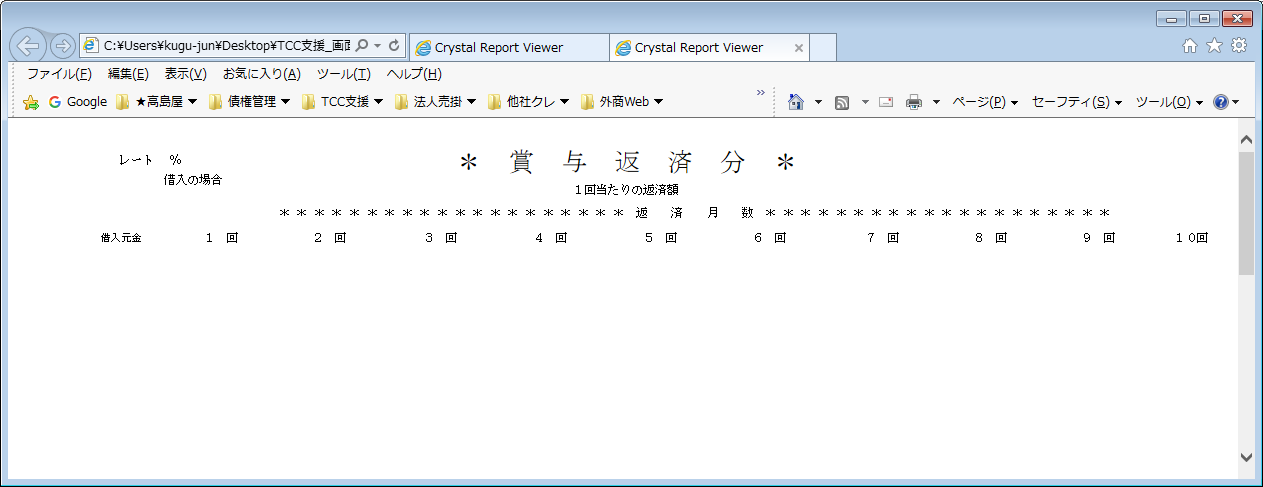 C:¥Users¥kugu-jun¥Desktop¥TCC支援_画面
Crystal Report Viewer
Crystal Report Viewer
ファイル(F) 編集(E) 表示(V) お気に入り(A) ツール(T) ヘルプ(H)
Google ★高島屋 債権管理 TCC支援 法人売掛 他社クレ 外商Web » ページ(P) セーフティ(S) ツール(O)
レート %
＊ 賞 与 返 済 分 ＊
借入の場合
1回当たりの返済額
＊＊＊＊＊＊＊＊＊＊＊＊＊＊＊＊＊＊＊＊ 返 済 月 数 ＊＊＊＊＊＊＊＊＊＊＊＊＊＊＊＊＊＊＊＊
借入元金 1 回 2 回 3 回 4 回 5 回 6 回 7 回 8 回 9 回 10回